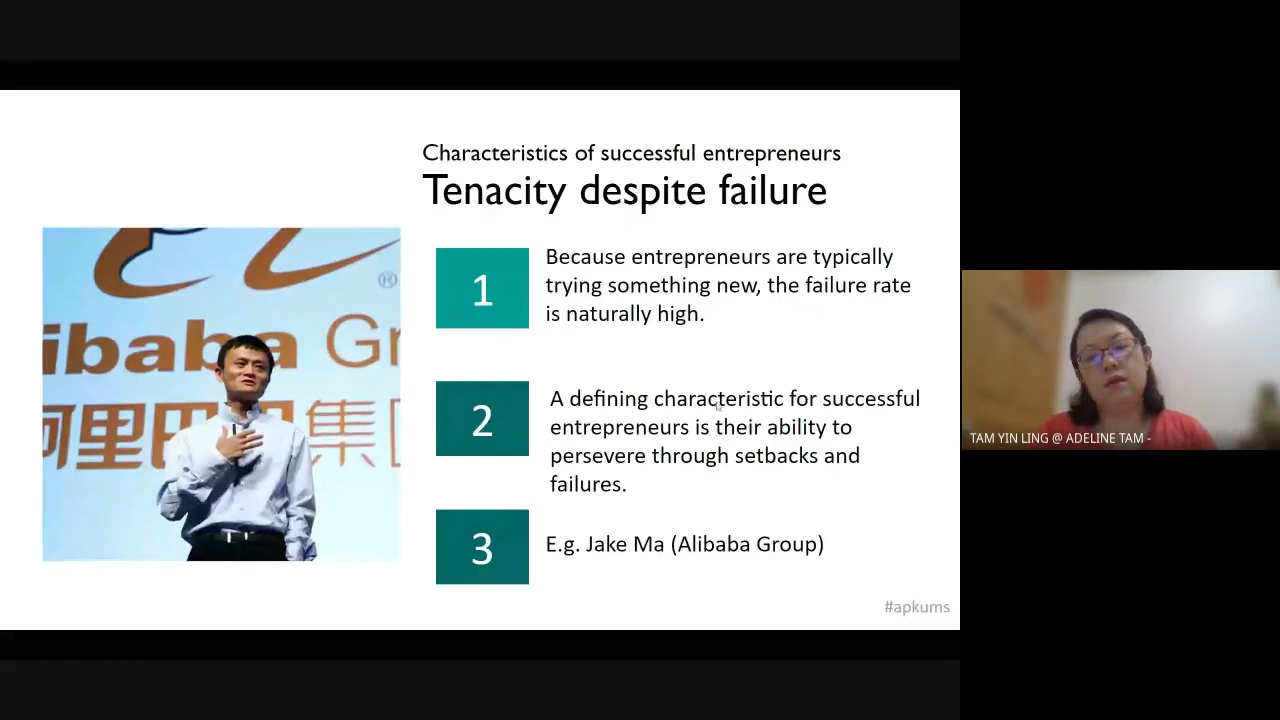 Characteristics of successful entrepreneurs
Tenacity despite failure
ibaba Gr
®
阿里巴巴集团
1
Because entrepreneurs are typically
trying something new, the failure rate
is naturally high.
2
A defining characteristic for successful
entrepreneurs is their ability to
persevere through setbacks and
failures.
3
E.g. Jake Ma (Alibaba Group)
#apkums
TAM YIN LING @ ADELINE TAM -